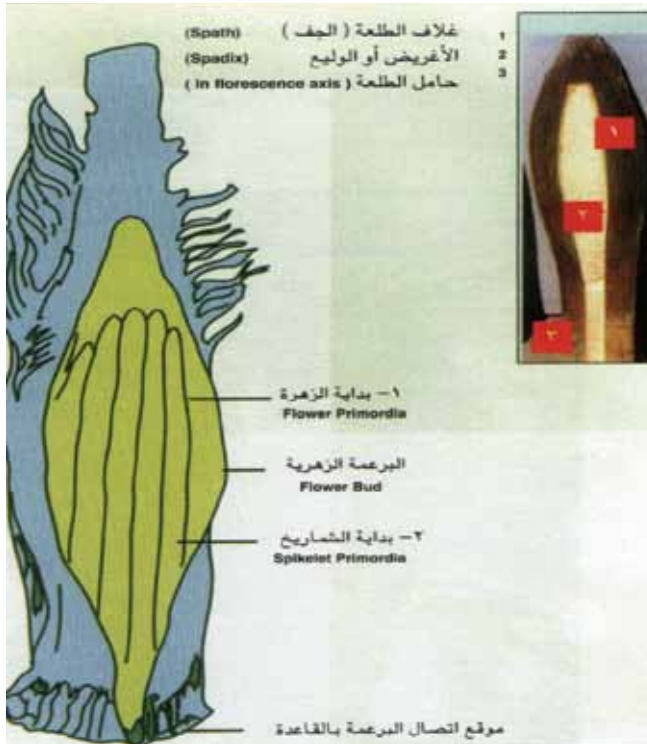 1 غلاف الطلعة ( الجف ) (Spath)
2 الأغريض أو الوليع (Spadix)
3 حامل الطلعة ( In florescence axis )
١
٢
٣
١– بداية الزهرة
Flower Primordia
البرعمة الزهرية
Flower Bud
٢– بداية الشماريخ
Spikelet Primordia
موقع اتصال البرعمة بالقاعدة